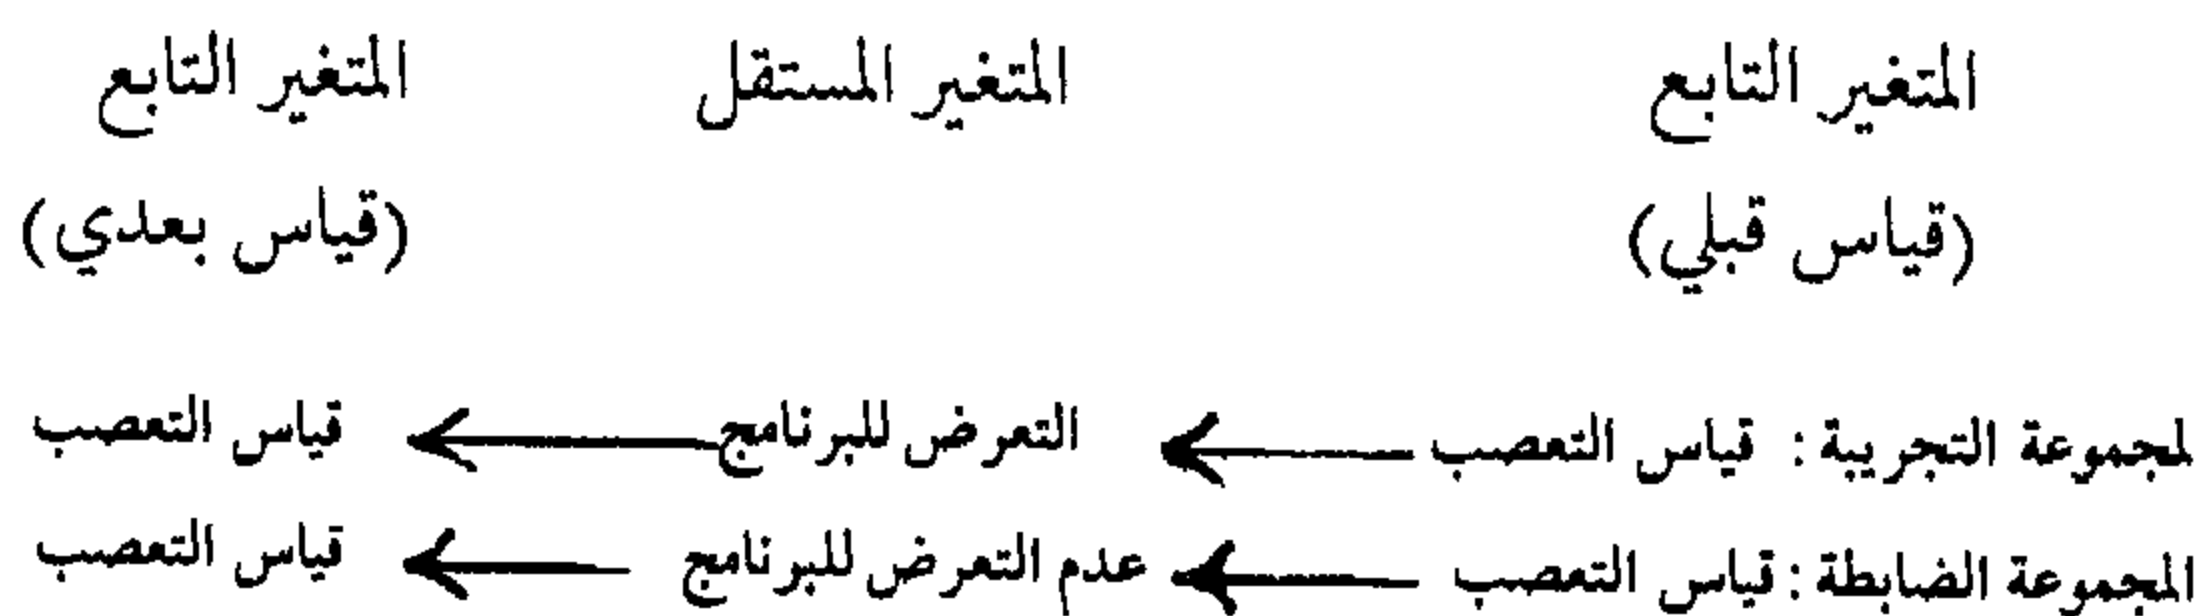 المتغير التابع المتغير المستقل المتغير التابع
(قياس قبلي) (قياس بعدي)
لمجموعة التجريبية : قياس التعصب التعرض للبرنامج قياس التعصب
المجموعة الضابطة : قياس التعصب عدم التعرض للبرنامج قياس التعصب